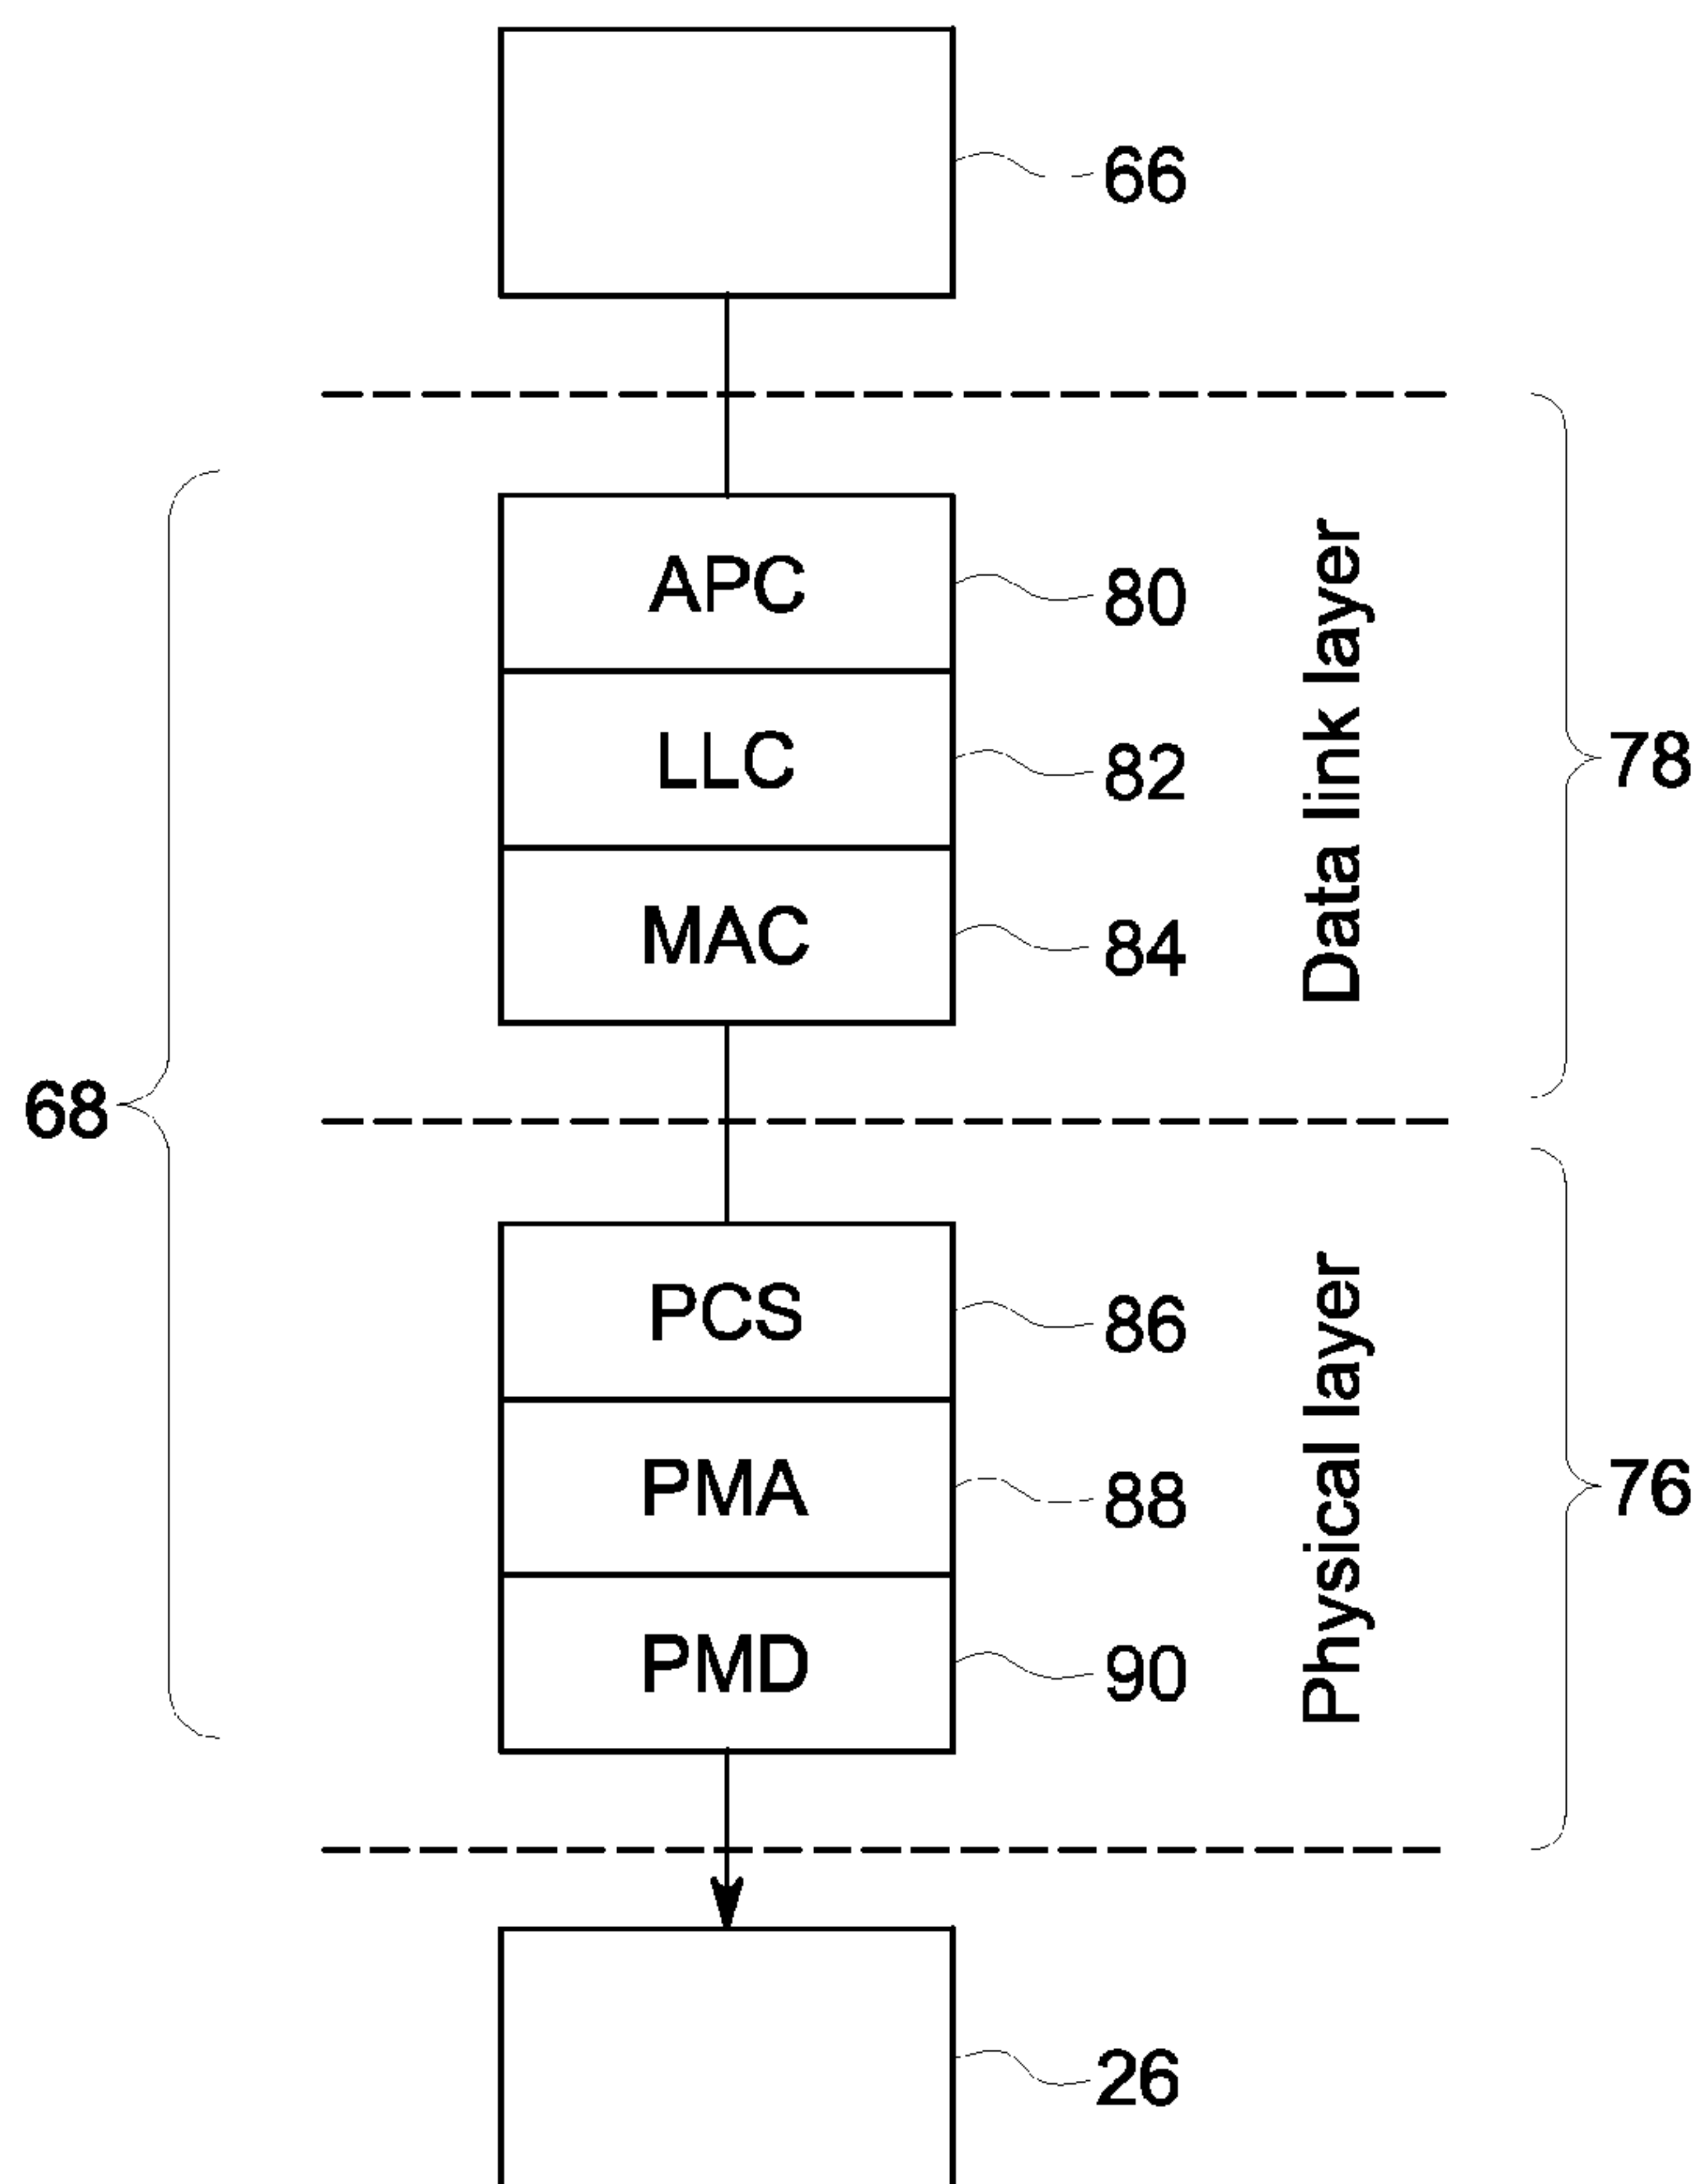 66
APC
80
LLC
82
MAC
84
Data link layer
78
68
PCS
86
PMA
88
PMD
90
Physical layer
76
26